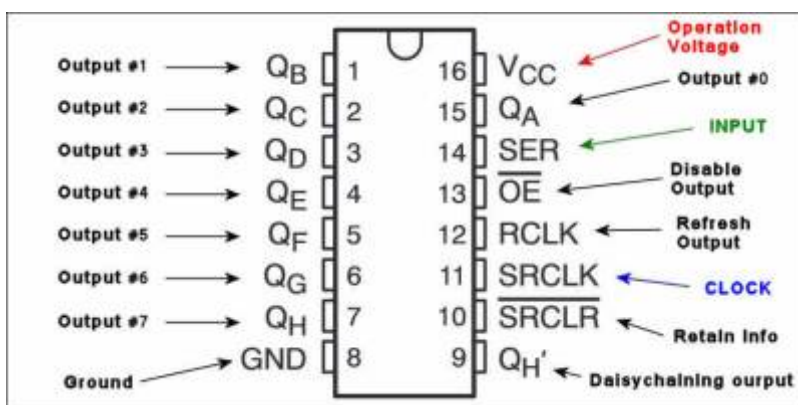 Operation
Voltage
Output #1 QB 1 16 VCC
Output #0
Output #2 QC 2 15 QA
INPUT
Output #3 QD 3 14 SER
Disable
Output
Output #4 QE 4 13 OE
Refresh
Output
Output #5 QF 5 12 RCLK
Output #6 QG 6 11 SRCLK CLOCK
Output #7 QH 7 10 SRCLR
Retain Info
GND 8 9 QH'
Ground
Daisychaining ourput